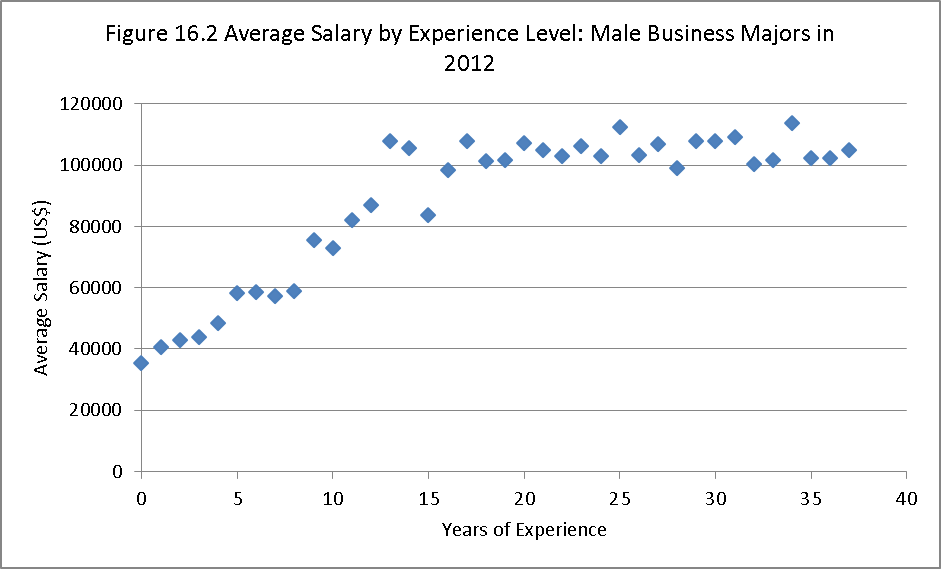 Figure 16.2 Average Salary by Experience Level: Male Business Majors in
2012
120000
100000
80000
60000
40000
20000
0
Average Salary (US$)
0 5 10 15 20 25 30 35 40
Years of Experience